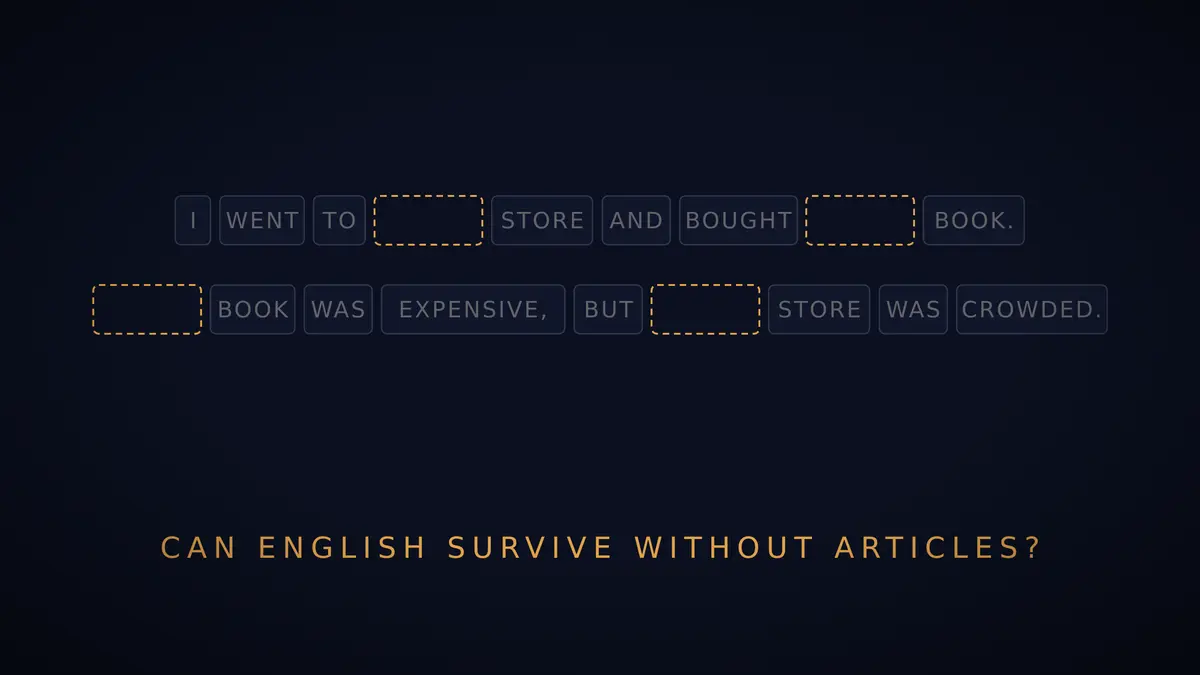 I WENT TO STORE AND BOUGHT BOOK.
BOOK WAS EXPENSIVE, BUT STORE WAS CROWDED.
CAN ENGLISH SURVIVE WITHOUT ARTICLES?